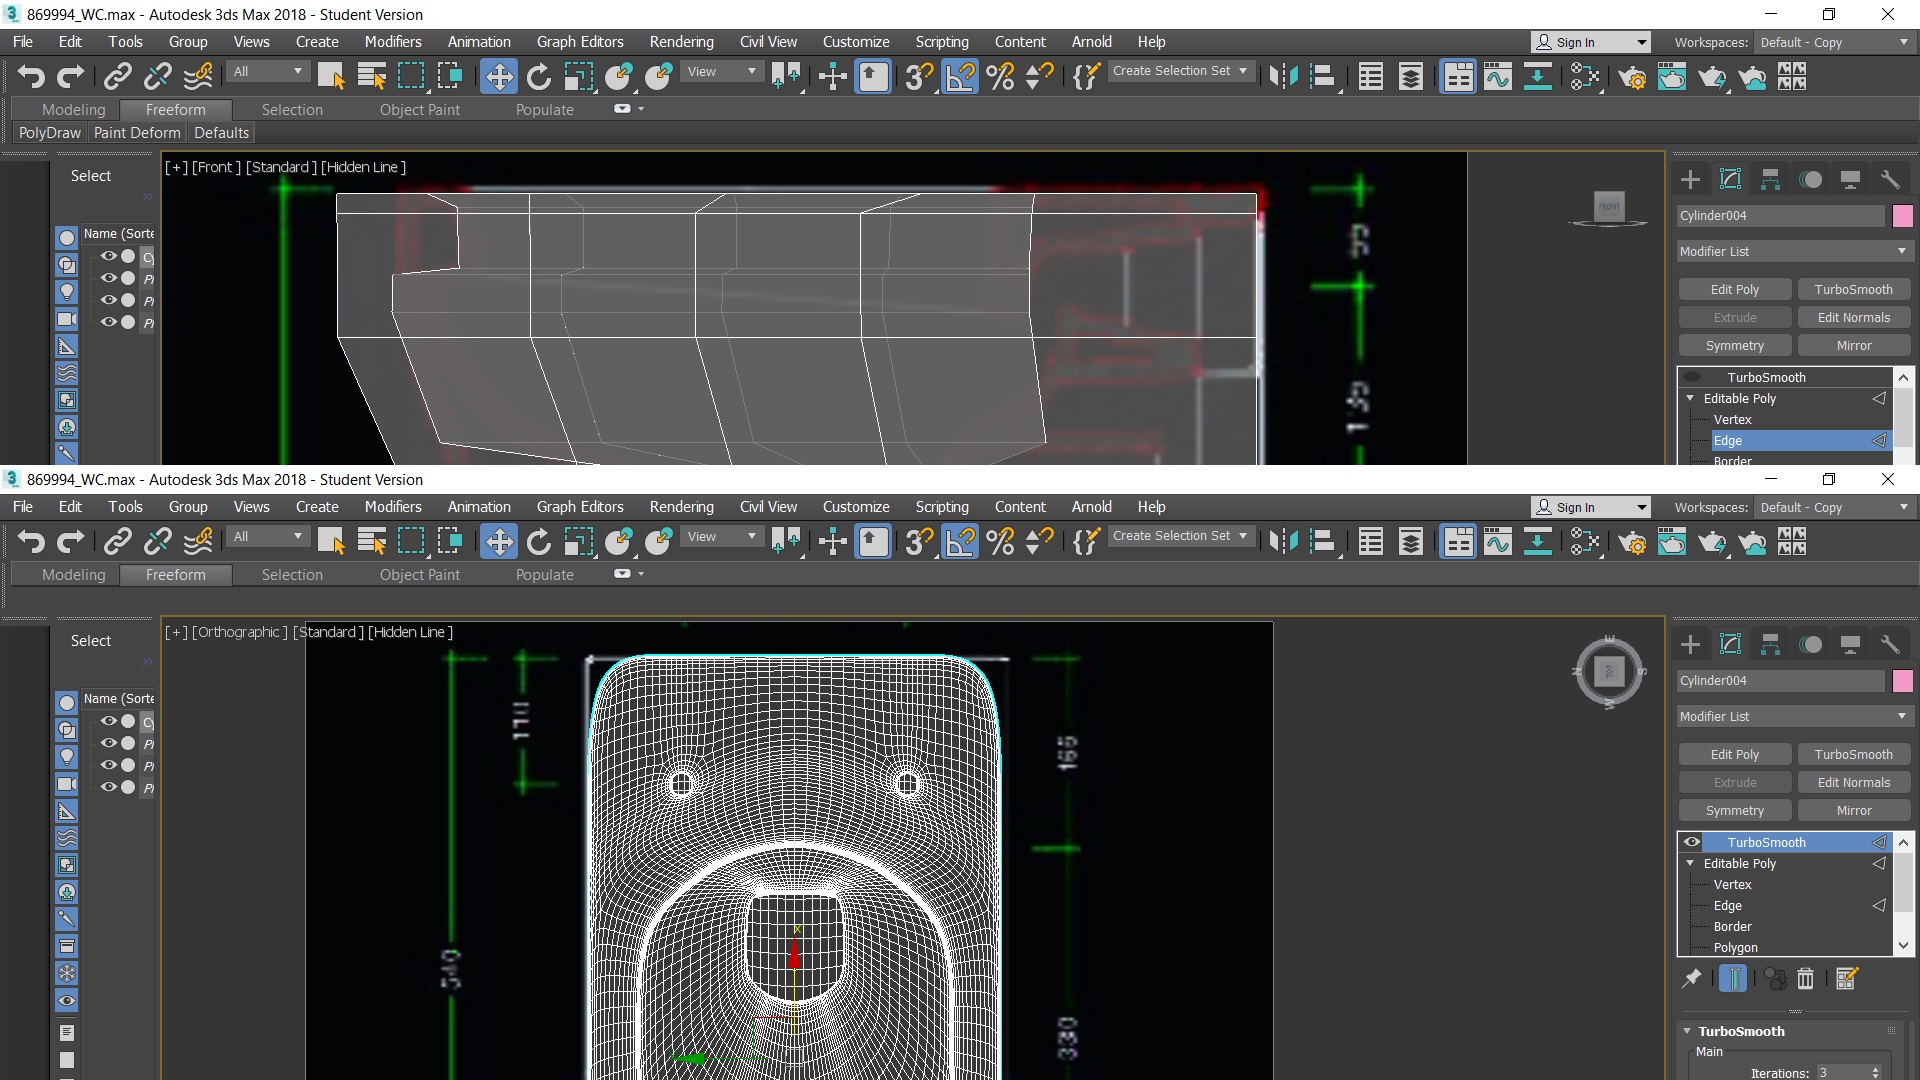 869994_WC.max - Autodesk 3ds Max 2018 - Student Version
File Edit Tools Group Views Create Modifiers Animation Graph Editors Rendering Civil View Customize Scripting Content Arnold Help Sign In Workspaces: Default - Copy
All View Create Selection Set
Modeling Freeform Selection Object Paint Populate
PolyDraw Paint Deform Defaults
[+] [Front] [Standard] [Hidden Line]
Select
FRONT
Cylinder004
Name (Sorte
Modifier List
Edit Poly TurboSmooth
Extrude Edit Normals
Symmetry Mirror
TurboSmooth
Editable Poly
Vertex
Edge
Border
869994_WC.max - Autodesk 3ds Max 2018 - Student Version
File Edit Tools Group Views Create Modifiers Animation Graph Editors Rendering Civil View Customize Scripting Content Arnold Help Sign In Workspaces: Default - Copy
All View Create Selection Set
Modeling Freeform Selection Object Paint Populate
[+] [Orthographic] [Standard] [Hidden Line]
Select
TOP
N E S W
Cylinder004
Name (Sorte
Modifier List
110
165
Edit Poly TurboSmooth
Extrude Edit Normals
Symmetry Mirror
TurboSmooth
Editable Poly
Vertex
Edge
Border
Polygon
x
540
330
TurboSmooth
Main
Iterations: 3